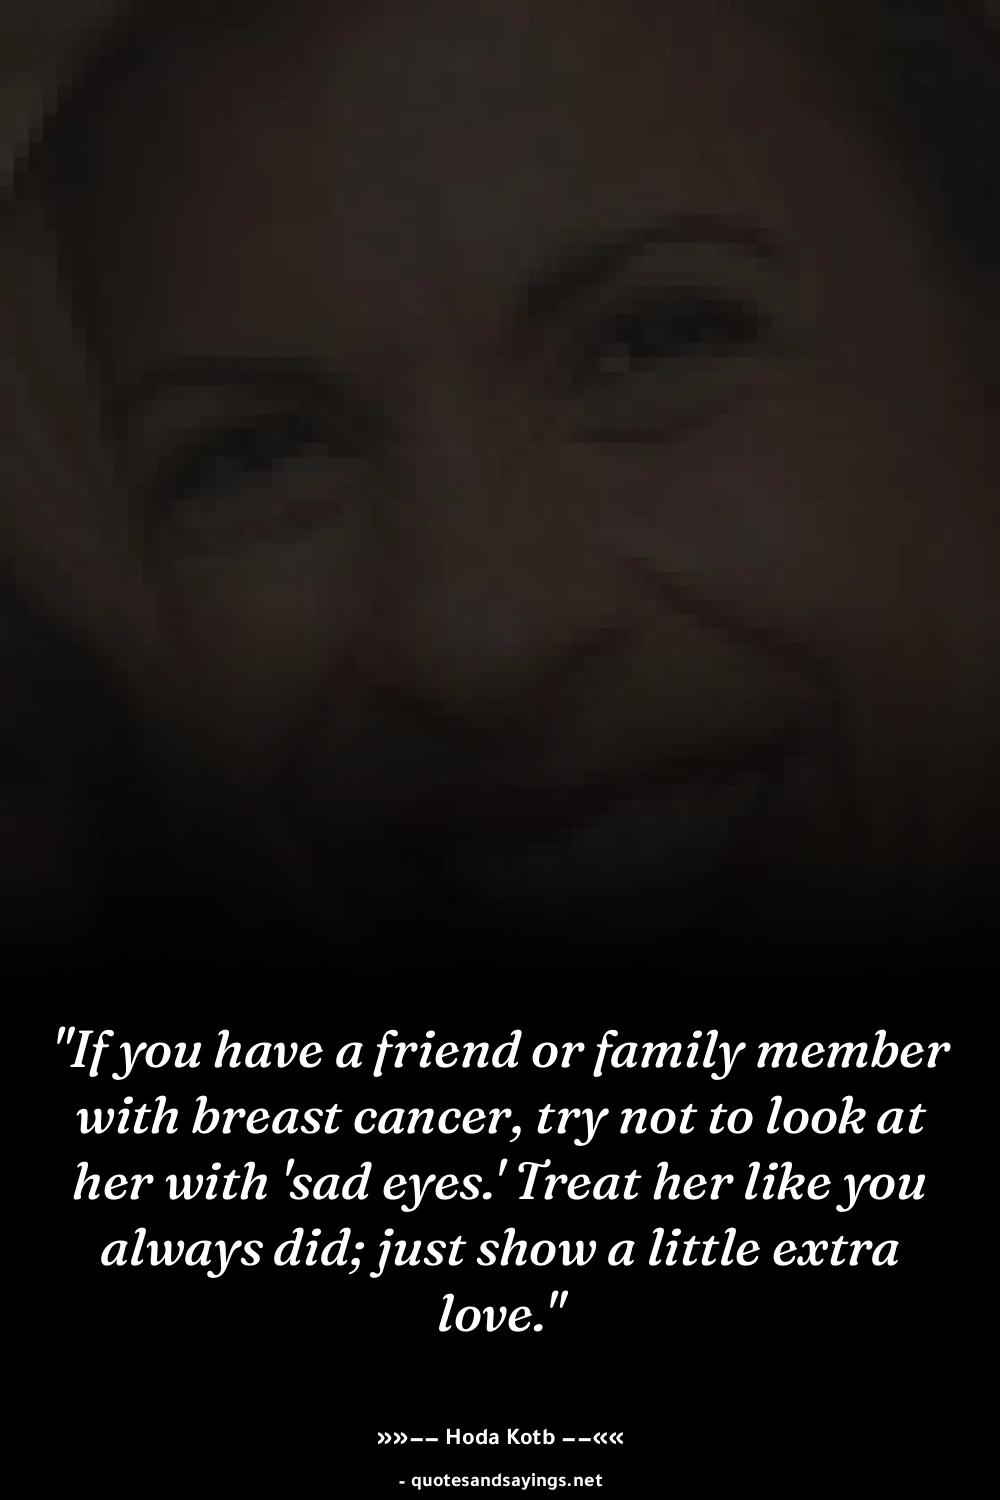 "If you have a friend or family member
with breast cancer, try not to look at
her with 'sad eyes.' Treat her like you
always did; just show a little extra
love."
»»–– Hoda Kotb ––««
- quotesandsayings.net